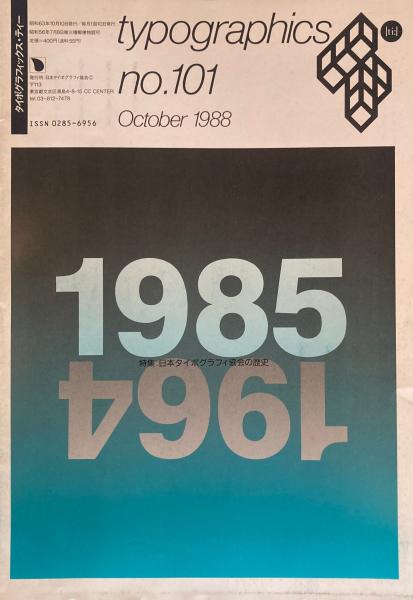 タイポグラフィックス・ティー
昭和63年10月10日発行/毎月1回10日発行
昭和56年7月9日第三種郵便物認可
定価=400円(送料55円)
発行所:日本タイポグラフィ協会©
〒113
東京都文京区湯島4-8-15 CC CENTER
tel.03-812-7478
ISSN 0285-6956
typographics
[ti:]
no.101
October 1988
1985
特集:日本タイポグラフィ協会の歴史
1964